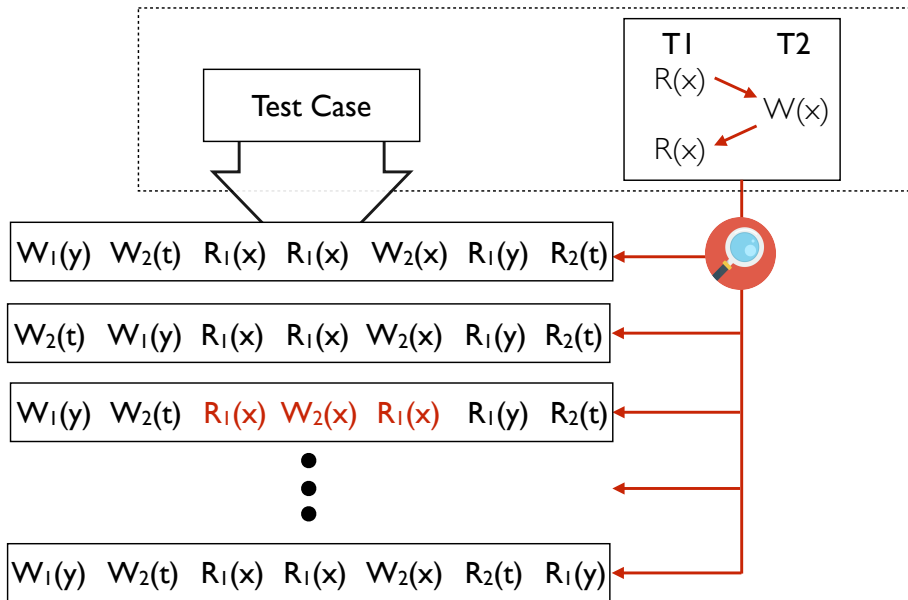 T1 T2
R(x)
W(x)
R(x)
Test Case
W₁(y) W₂(t) R₁(x) R₁(x) W₂(x) R₁(y) R₂(t)
W₂(t) W₁(y) R₁(x) R₁(x) W₂(x) R₁(y) R₂(t)
W₁(y) W₂(t) R₁(x) W₂(x) R₁(x) R₁(y) R₂(t)
W₁(y) W₂(t) R₁(x) R₁(x) W₂(x) R₂(t) R₁(y)